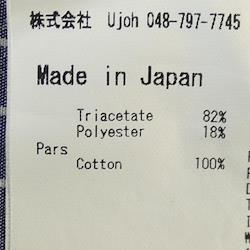 株式会社 Ujoh 048-797-7745
Made in Japan
Triacetate 82%
Polyester 18%
Pars
Cotton 100%